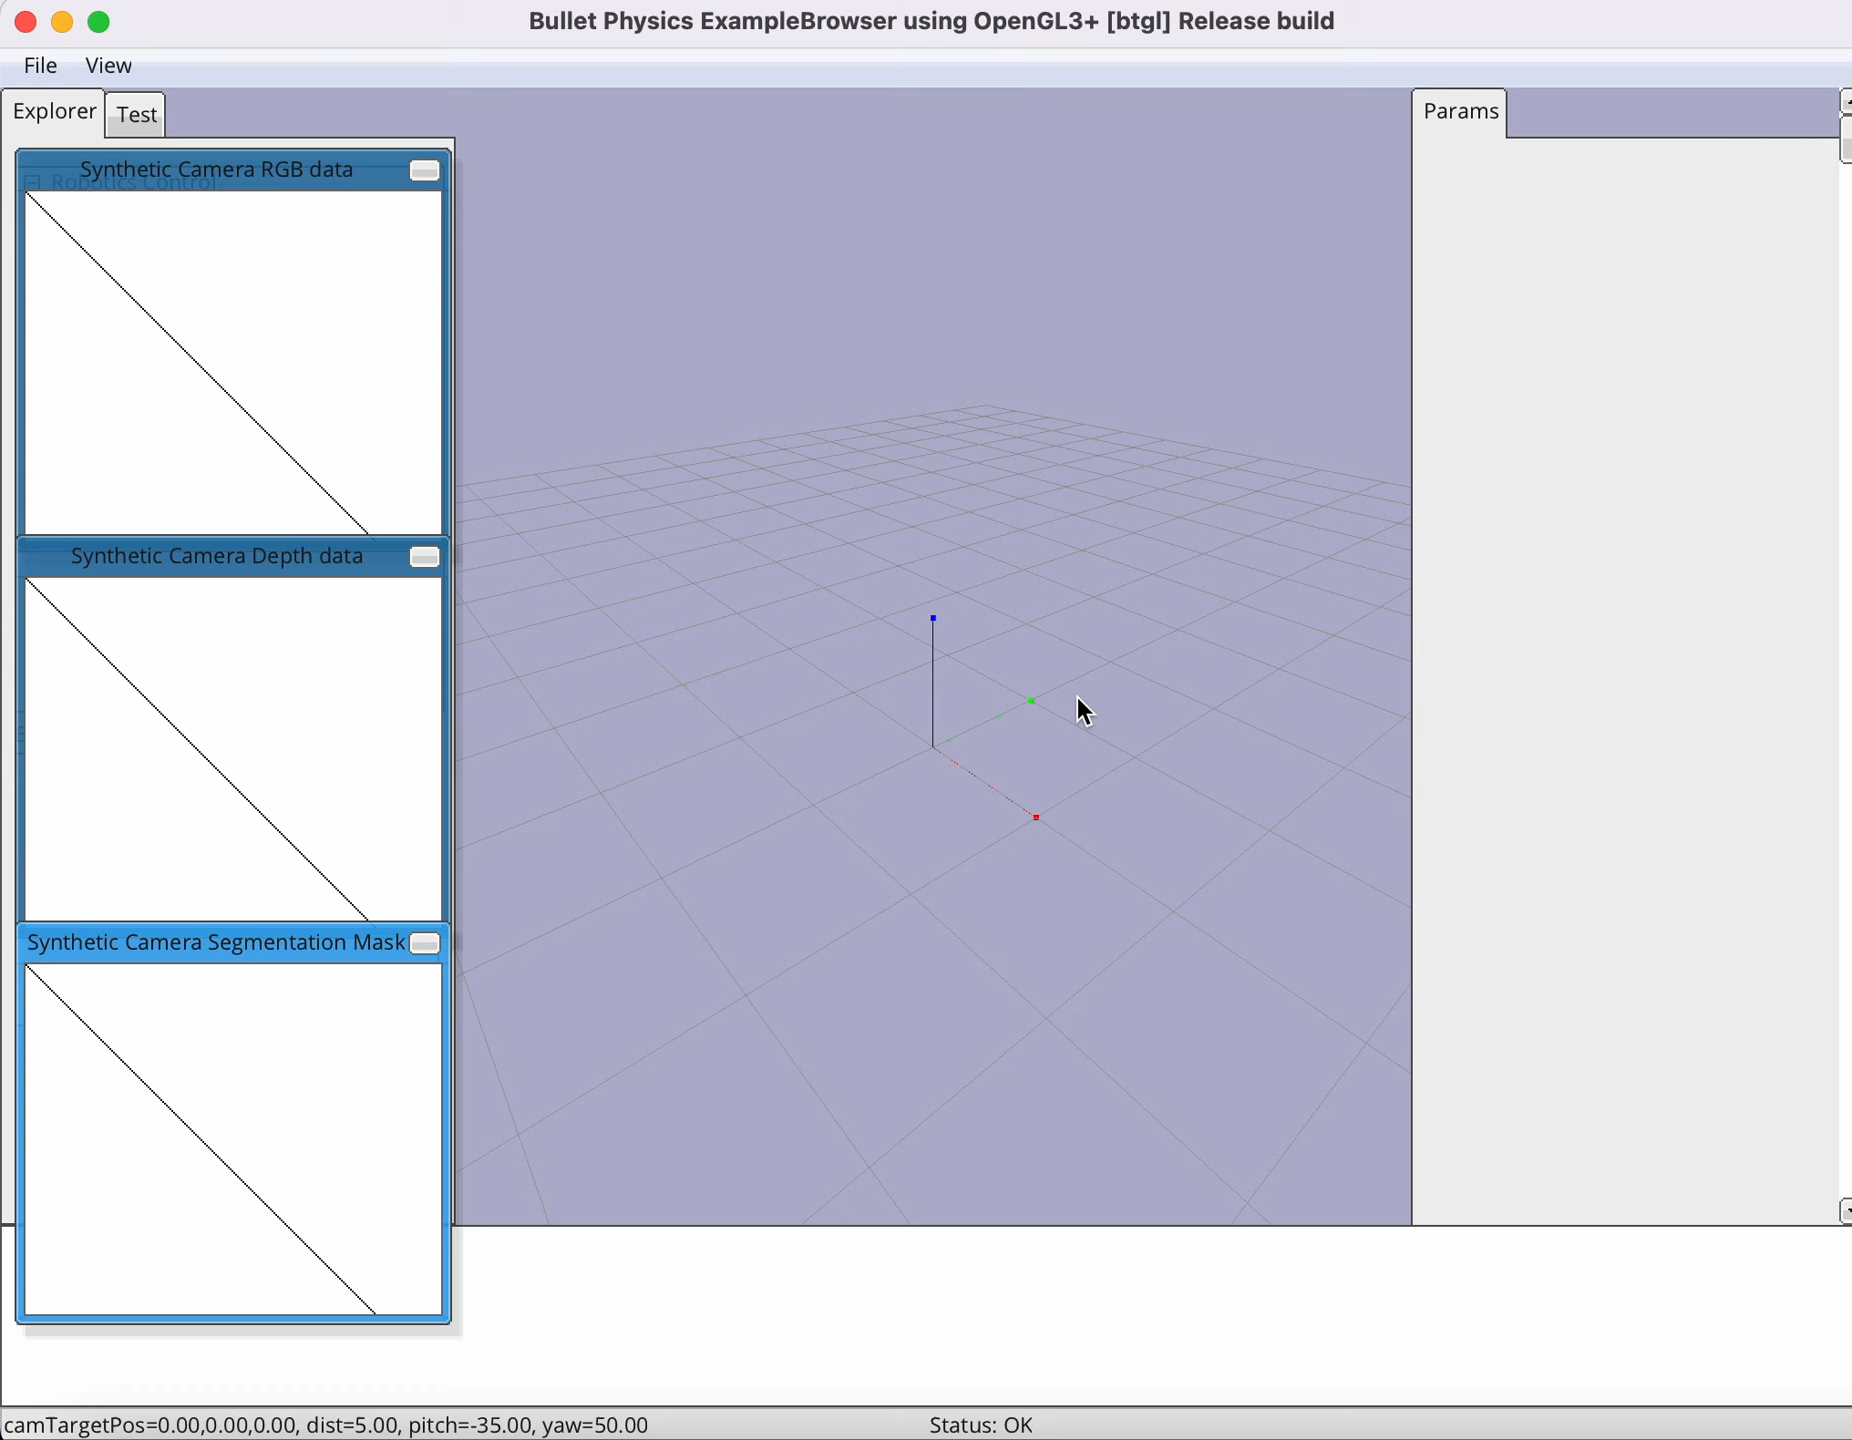 Bullet Physics ExampleBrowser using OpenGL3+ [btgl] Release build
File View
Explorer Test Params
Synthetic Camera RGB data
Robotics Control
Synthetic Camera Depth data
Synthetic Camera Segmentation Mask
camTargetPos=0.00,0.00,0.00, dist=5.00, pitch=-35.00, yaw=50.00 Status: OK